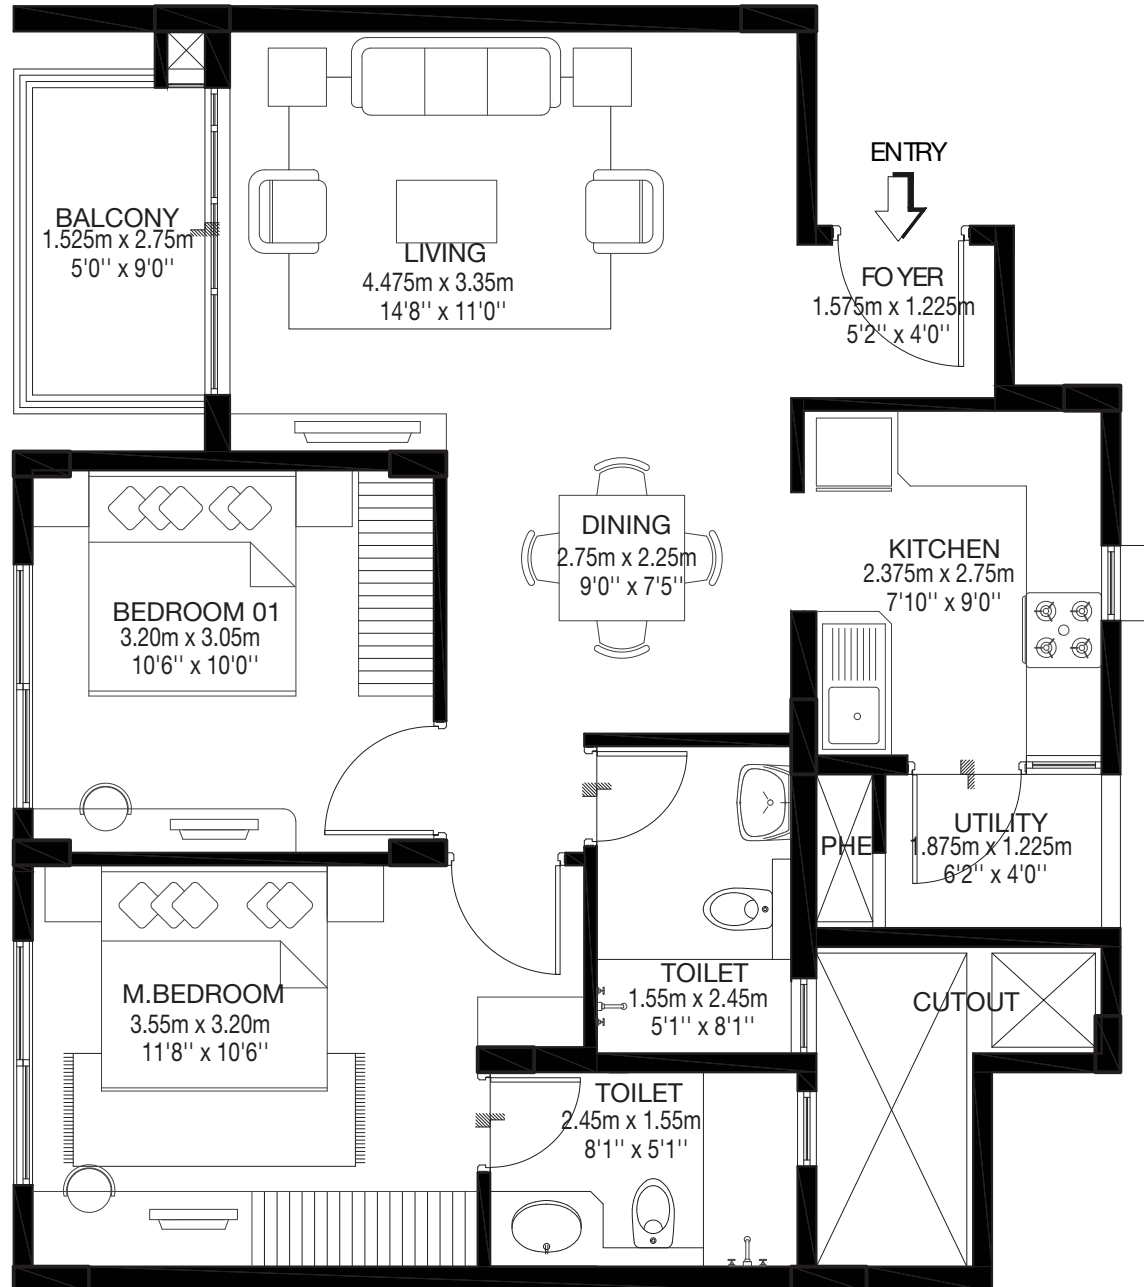 ENTRY
BALCONY
1.525m x 2.75m
5'0'' x 9'0''
LIVING
4.475m x 3.35m
14'8'' x 11'0''
FOYER
1.575m x 1.225m
5'2'' x 4'0''
DINING
2.75m x 2.25m
9'0'' x 7'5''
KITCHEN
2.375m x 2.75m
7'10'' x 9'0''
BEDROOM 01
3.20m x 3.05m
10'6'' x 10'0''
PHE
UTILITY
1.875m x 1.225m
6'2'' x 4'0''
M.BEDROOM
3.55m x 3.20m
11'8'' x 10'6''
TOILET
1.55m x 2.45m
5'1'' x 8'1''
CUTOUT
TOILET
2.45m x 1.55m
8'1'' x 5'1''